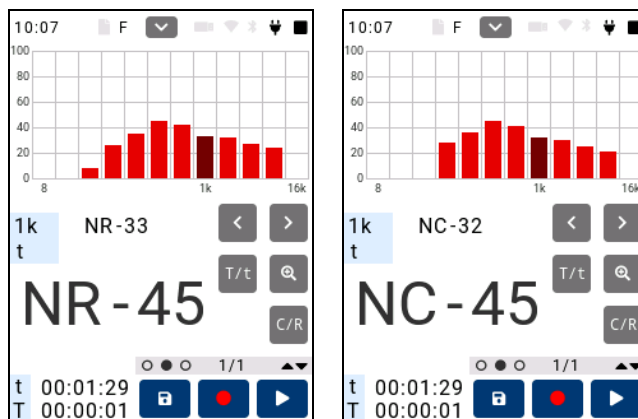 10:07 F
100
80
60
40
20
0
8 1k 16k
1k NR-33
t
T/t
NR-45
C/R
1/1
t 00:01:29
T 00:00:01
10:07 F
100
80
60
40
20
0
8 1k 16k
1k NC-32
t
T/t
NC-45
C/R
1/1
t 00:01:29
T 00:00:01